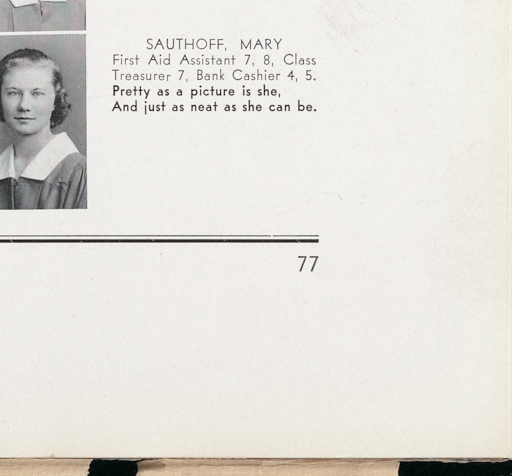 SAUTHOFF, MARY
First Aid Assistant 7, 8, Class
Treasurer 7, Bank Cashier 4, 5.
Pretty as a picture is she,
And just as neat as she can be.
77